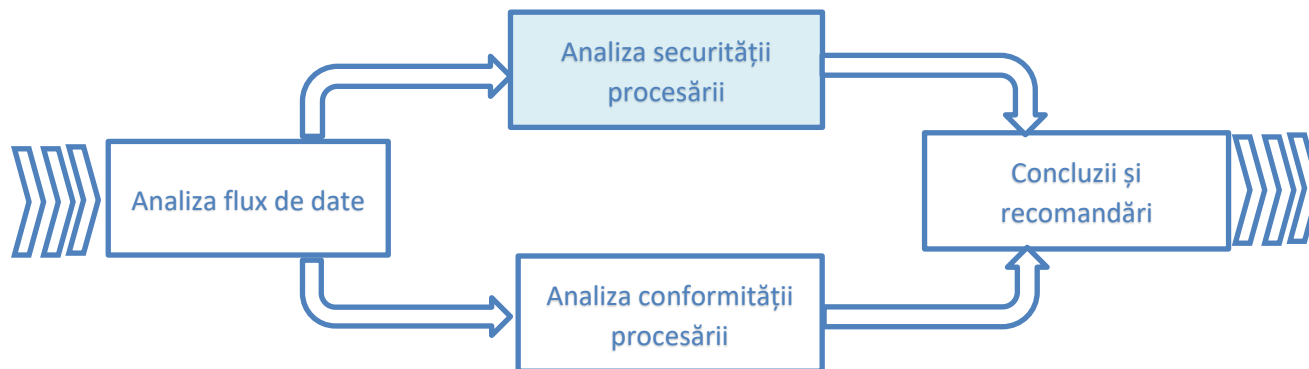 Analiza securității
procesării
Analiza flux de date
Concluzii și
recomandări
Analiza conformității
procesării